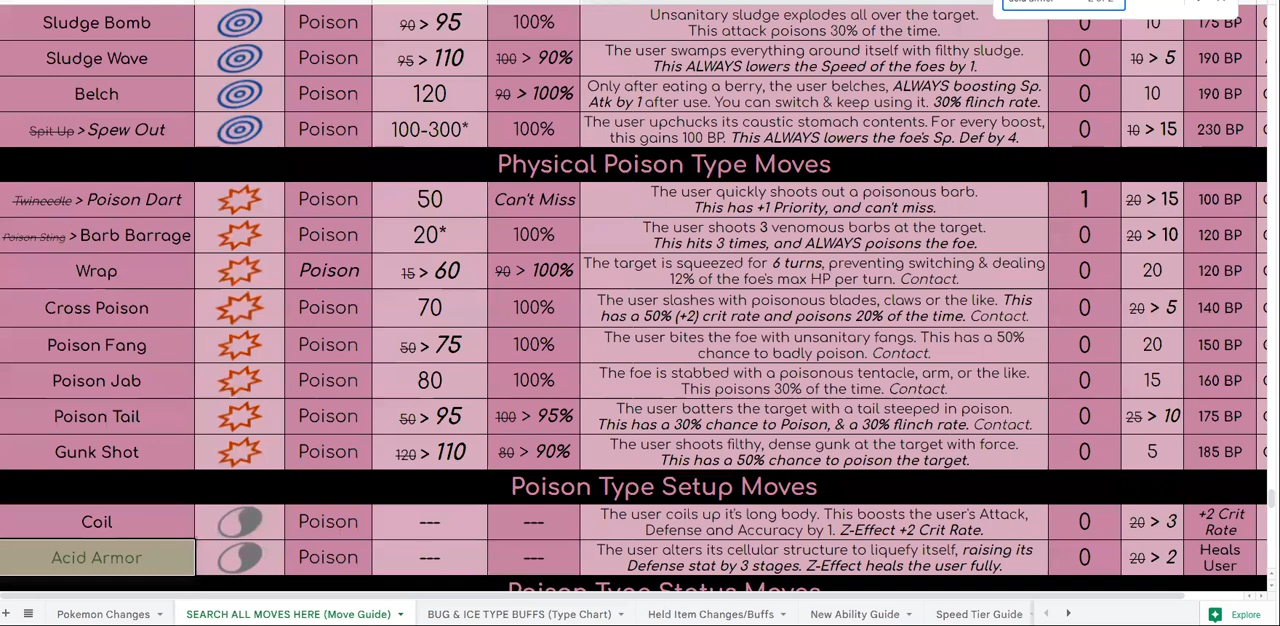 Sludge Bomb Poison 90 > 95 100% Unsanitary sludge explodes all over the target. 0 10 175 BP
This attack poisons 30% of the time.
Sludge Wave Poison 95 > 110 100 > 90% The user swamps everything around itself with filthy sludge. 0 10 > 5 190 BP
This ALWAYS lowers the Speed of the foes by 1.
Belch Poison 120 90 > 100% Only after eating a berry, the user belches, ALWAYS boosting Sp. 0 10 190 BP
Atk by 1 after use. You can switch & keep using it. 30% flinch rate.
Spit Up > Spew Out Poison 100-300* 100% The user upchucks its caustic stomach contents. For every boost, 0 10 > 15 230 BP
this gains 100 BP. This ALWAYS lowers the foe's Sp. Def by 4.
Physical Poison Type Moves
Twineedle > Poison Dart Poison 50 Can't Miss The user quickly shoots out a poisonous barb. 1 20 > 15 100 BP
This has +1 Priority, and can't miss.
Poison Sting > Barb Barrage Poison 20* 100% The user shoots 3 venomous barbs at the target. 0 20 > 10 120 BP
This hits 3 times, and ALWAYS poisons the foe.
Wrap Poison 15 > 60 90 > 100% The target is squeezed for 6 turns, preventing switching & dealing 0 20 120 BP
12% of the foe's max HP per turn. Contact.
Cross Poison Poison 70 100% The user slashes with poisonous blades, claws or the like. This 0 20 > 5 140 BP
has a 50% (+2) crit rate and poisons 20% of the time. Contact.
Poison Fang Poison 50 > 75 100% The user bites the foe with unsanitary fangs. This has a 50% 0 20 150 BP
chance to badly poison. Contact.
Poison Jab Poison 80 100% The foe is stabbed with a poisonous tentacle, arm, or the like. 0 15 160 BP
This poisons 30% of the time. Contact.
Poison Tail Poison 50 > 95 100 > 95% The user batters the target with a tail steeped in poison. 0 25 > 10 175 BP
This has a 30% chance to Poison, & a 30% flinch rate. Contact.
Gunk Shot Poison 120 > 110 80 > 90% The user shoots filthy, dense gunk at the target with force. 0 5 185 BP
This has a 50% chance to poison the target.
Poison Type Setup Moves
Coil Poison --- --- The user coils up it's long body. This boosts the user's Attack, 0 20 > 3 +2 Crit
Defense and Accuracy by 1. Z-Effect +2 Crit Rate. Rate
Acid Armor Poison --- --- The user alters its cellular structure to liquefy itself, raising its 0 20 > 2 Heals
Defense stat by 3 stages. Z-Effect heals the user fully. User
Poison Type Status Moves
Pokemon Changes SEARCH ALL MOVES HERE (Move Guide) BUG & ICE TYPE BUFFS (Type Chart) Held Item Changes/Buffs New Ability Guide Speed Tier Guide Explore